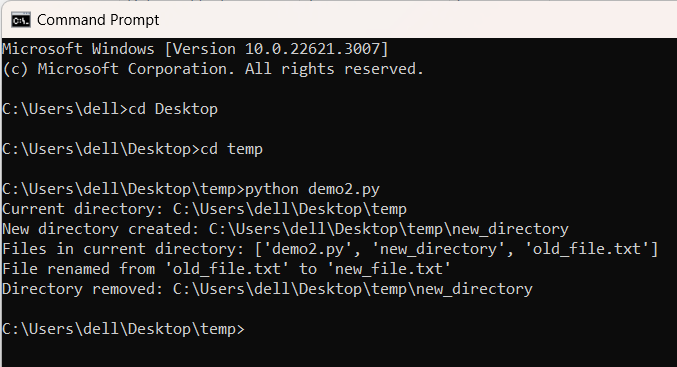 Command Prompt
Microsoft Windows [Version 10.0.22621.3007]
(c) Microsoft Corporation. All rights reserved.
C:\Users\dell>cd Desktop
C:\Users\dell\Desktop>cd temp
C:\Users\dell\Desktop\temp>python demo2.py
Current directory: C:\Users\dell\Desktop\temp
New directory created: C:\Users\dell\Desktop\temp\new_directory
Files in current directory: ['demo2.py', 'new_directory', 'old_file.txt']
File renamed from 'old_file.txt' to 'new_file.txt'
Directory removed: C:\Users\dell\Desktop\temp\new_directory
C:\Users\dell\Desktop\temp>